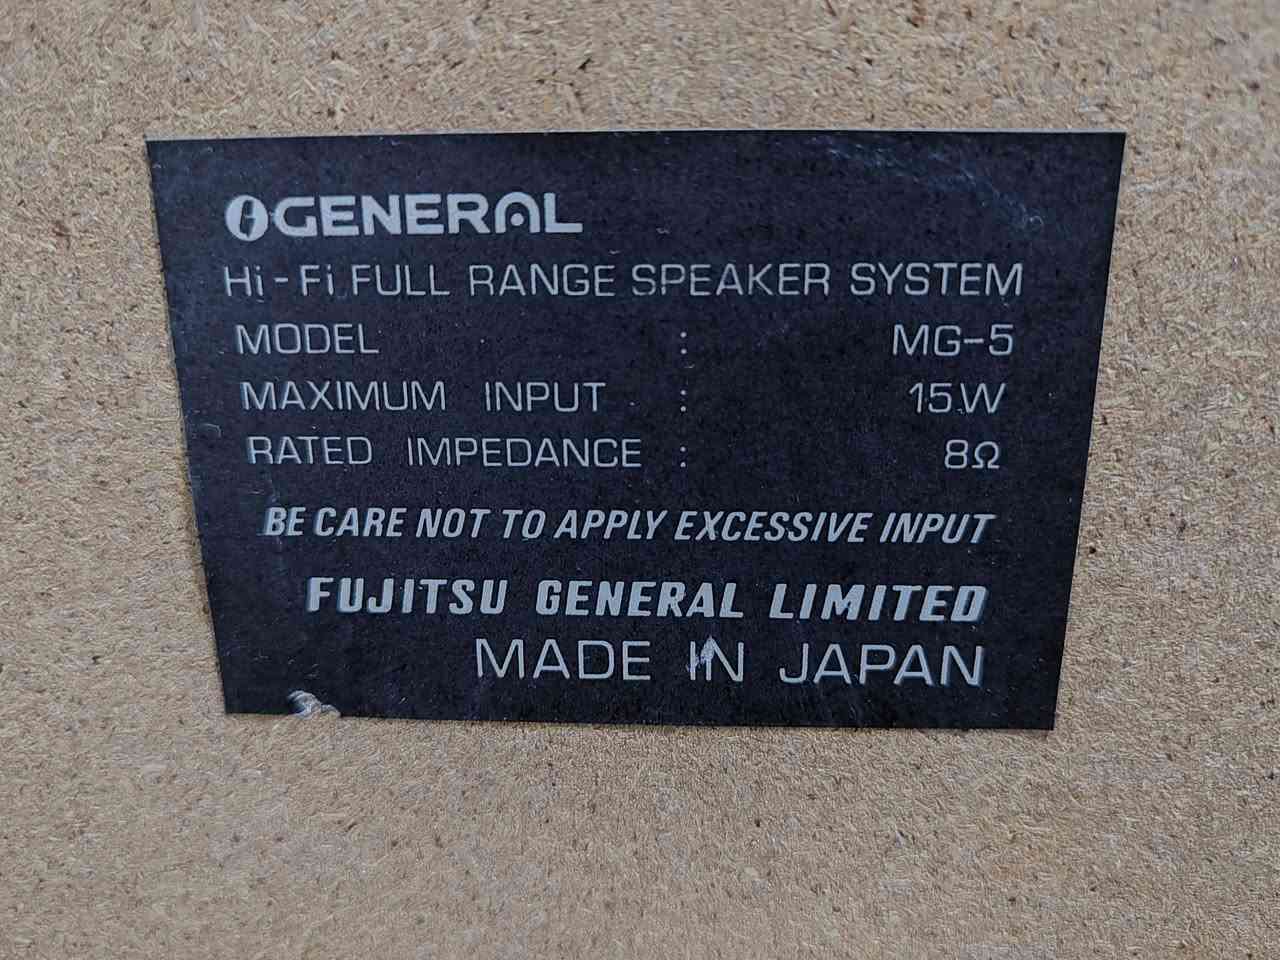 GENERAL
Hi-Fi FULL RANGE SPEAKER SYSTEM
MODEL : MG-5
MAXIMUM INPUT : 15W
RATED IMPEDANCE : 8Ω
BE CARE NOT TO APPLY EXCESSIVE INPUT
FUJITSU GENERAL LIMITED
MADE IN JAPAN